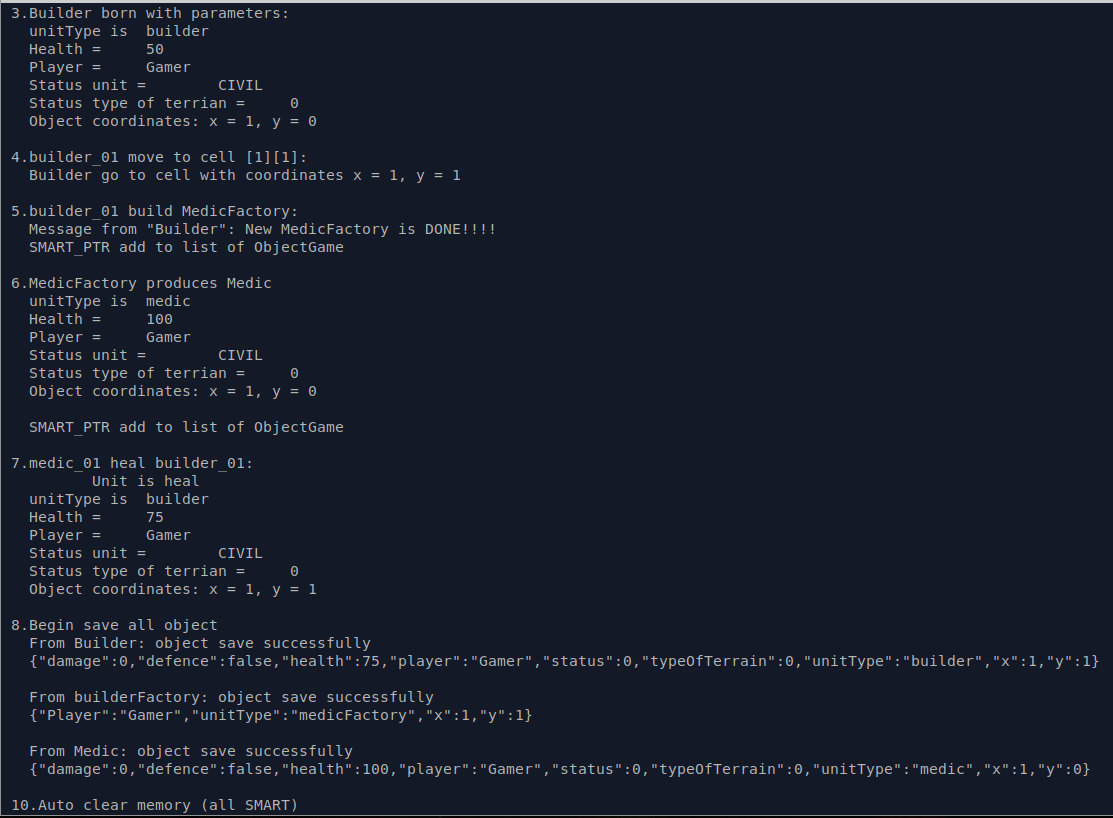 3.Builder born with parameters:
unitType is  builder
Health =     50
Player =     Gamer
Status unit =        CIVIL
Status type of terrian =     0
Object coordinates: x = 1, y = 0
4.builder_01 move to cell [1][1]:
Builder go to cell with coordinates x = 1, y = 1
5.builder_01 build MedicFactory:
Message from "Builder": New MedicFactory is DONE!!!!
SMART_PTR add to list of ObjectGame
6.MedicFactory produces Medic
unitType is  medic
Health =     100
Player =     Gamer
Status unit =        CIVIL
Status type of terrian =     0
Object coordinates: x = 1, y = 0
SMART_PTR add to list of ObjectGame
7.medic_01 heal builder_01:
Unit is heal
unitType is  builder
Health =     75
Player =     Gamer
Status unit =        CIVIL
Status type of terrian =     0
Object coordinates: x = 1, y = 1
8.Begin save all object
From Builder: object save successfully
{"damage":0,"defence":false,"health":75,"player":"Gamer","status":0,"typeOfTerrain":0,"unitType":"builder","x":1,"y":1}
From builderFactory: object save successfully
{"Player":"Gamer","unitType":"medicFactory","x":1,"y":1}
From Medic: object save successfully
{"damage":0,"defence":false,"health":100,"player":"Gamer","status":0,"typeOfTerrain":0,"unitType":"medic","x":1,"y":0}
10.Auto clear memory (all SMART)